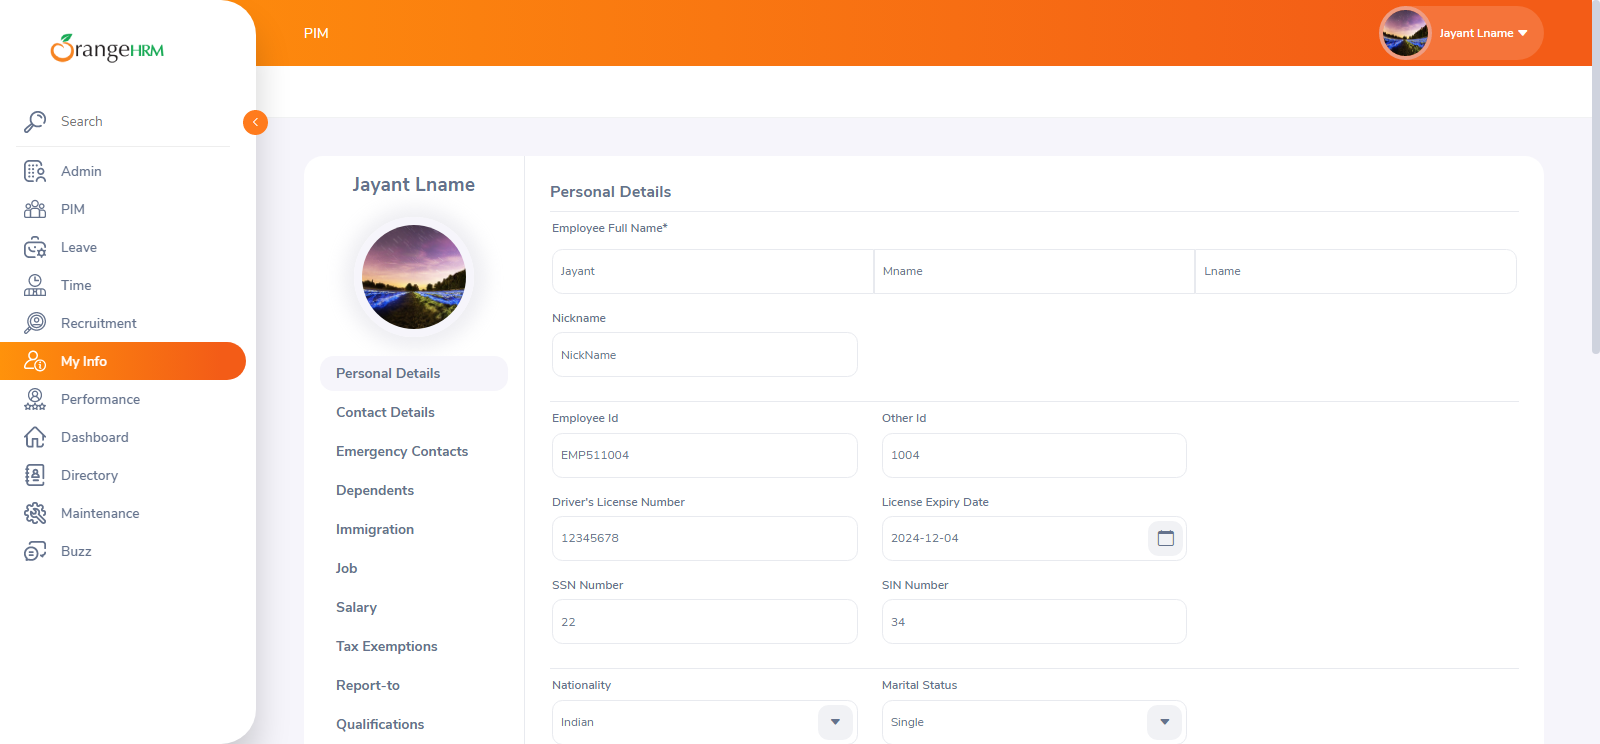 OrangeHRM
PIM
Jayant Lname
Search
Admin
PIM
Leave
Time
Recruitment
My Info
Performance
Dashboard
Directory
Maintenance
Buzz
Jayant Lname
Personal Details
Contact Details
Emergency Contacts
Dependents
Immigration
Job
Salary
Tax Exemptions
Report-to
Qualifications
Personal Details
Employee Full Name*
Jayant Mname Lname
Nickname
NickName
Employee Id Other Id
EMP511004 1004
Driver's License Number License Expiry Date
12345678 2024-12-04
SSN Number SIN Number
22 34
Nationality Marital Status
Indian Single